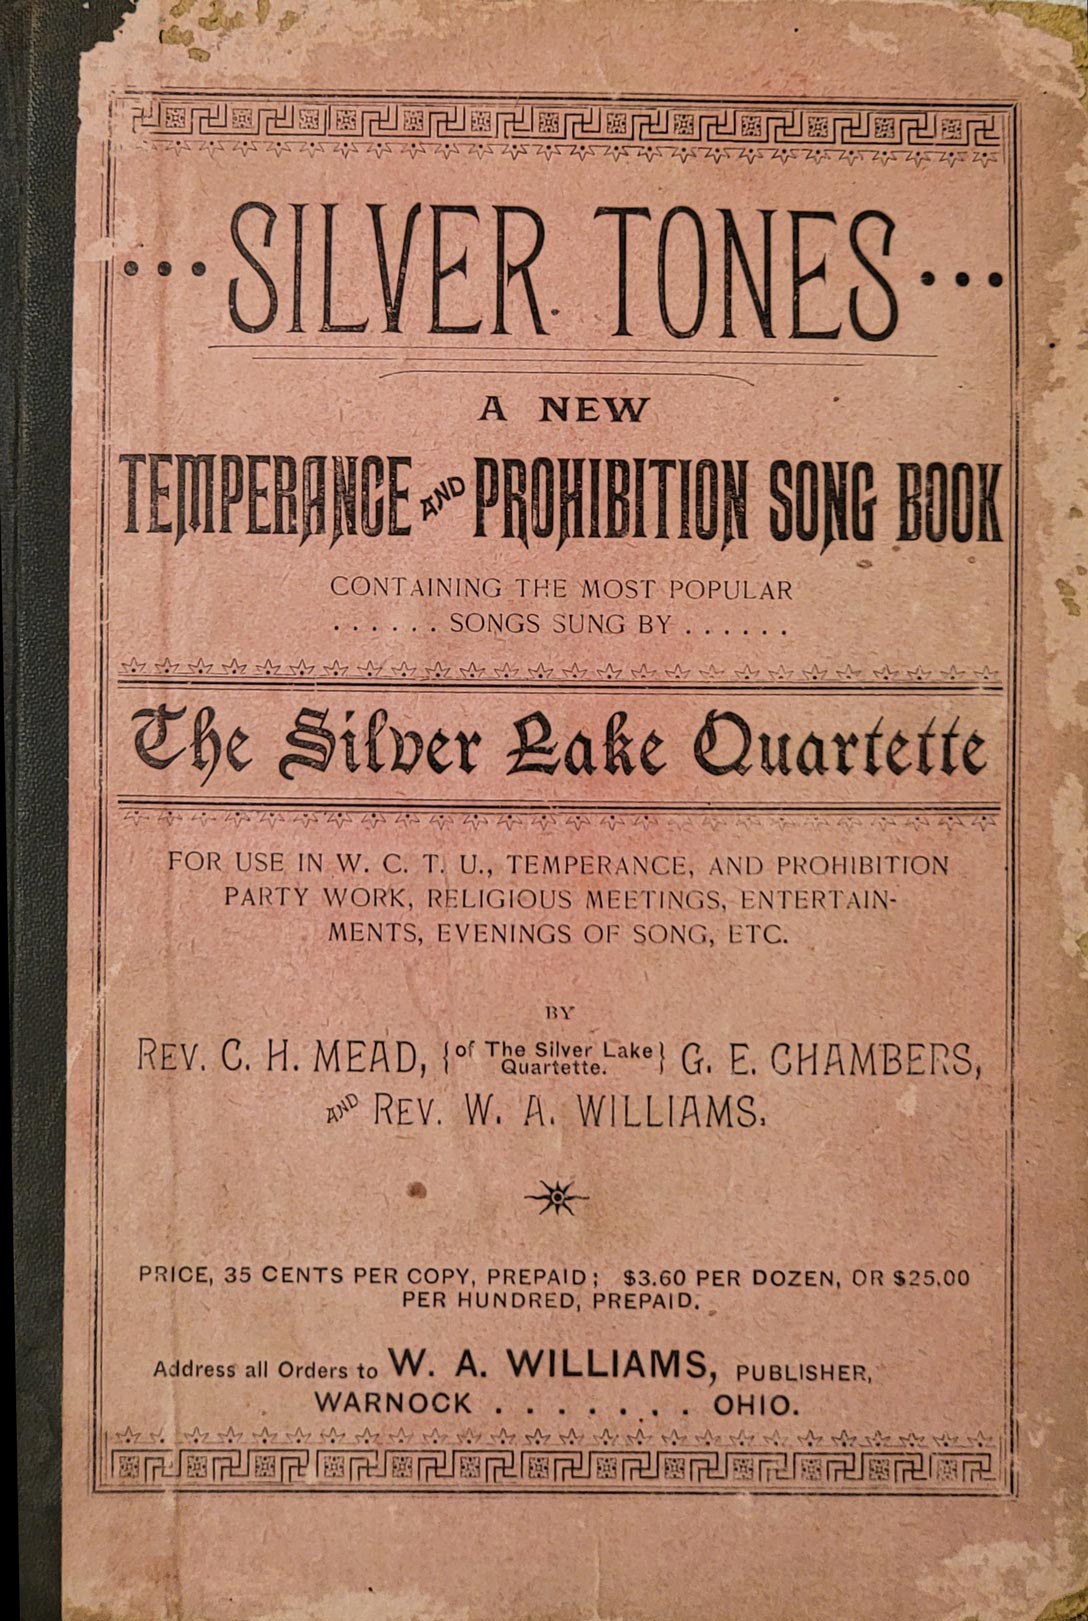 ...SILVER TONES...
A NEW
TEMPERANCE AND PROHIBITION SONG BOOK
CONTAINING THE MOST POPULAR
......SONGS SUNG BY......
The Silver Lake Quartette
FOR USE IN W. C. T. U., TEMPERANCE, AND PROHIBITION
PARTY WORK, RELIGIOUS MEETINGS, ENTERTAIN-
MENTS, EVENINGS OF SONG, ETC.
BY
REV. C. H. MEAD, {of The Silver Lake Quartette.} G. E. CHAMBERS,
AND REV. W. A. WILLIAMS.
PRICE, 35 CENTS PER COPY, PREPAID; $3.60 PER DOZEN, OR $25.00
PER HUNDRED, PREPAID.
Address all Orders to W. A. WILLIAMS, PUBLISHER,
WARNOCK ........ OHIO.